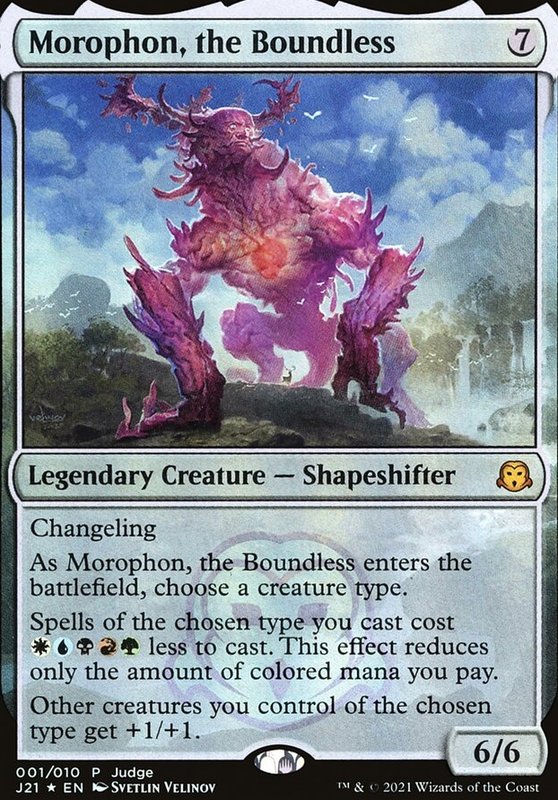 Morophon, the Boundless 7
velinov
Legendary Creature — Shapeshifter
Changeling
As Morophon, the Boundless enters the
battlefield, choose a creature type.
Spells of the chosen type you cast cost
less to cast. This effect reduces
only the amount of colored mana you pay.
Other creatures you control of the chosen
type get +1/+1.
6/6
001/010 P Judge
J21 ★ EN SVETLIN VELINOV
™ & © 2021 Wizards of the Coast